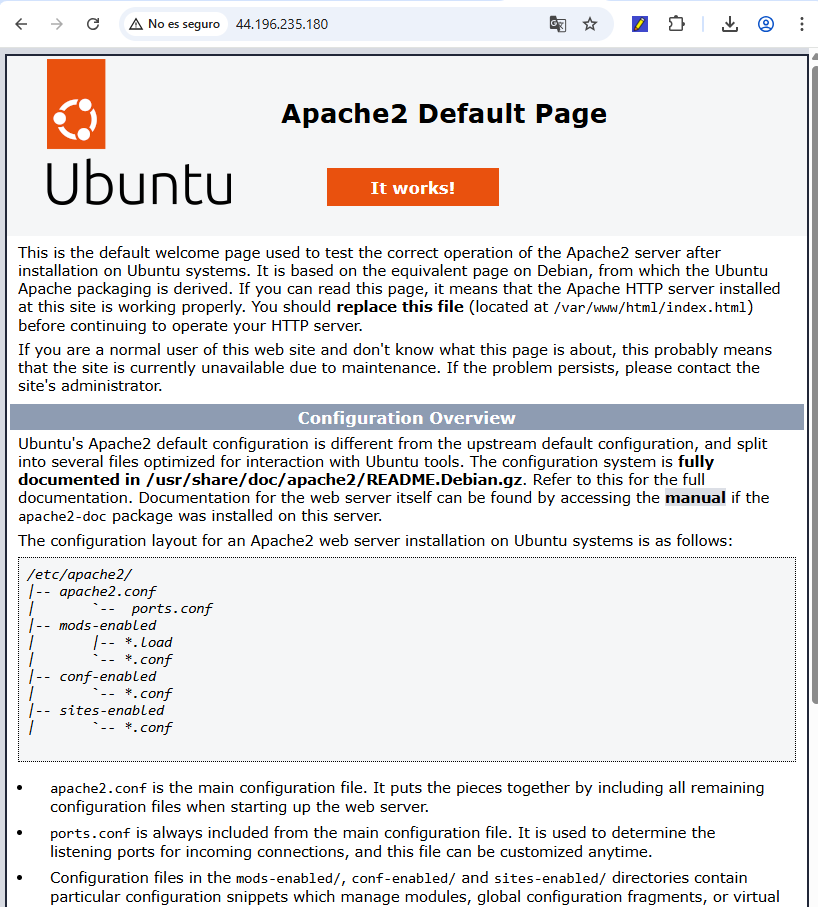 No es seguro 44.196.235.180
Apache2 Default Page
Ubuntu
It works!
This is the default welcome page used to test the correct operation of the Apache2 server after
installation on Ubuntu systems. It is based on the equivalent page on Debian, from which the Ubuntu
Apache packaging is derived. If you can read this page, it means that the Apache HTTP server installed
at this site is working properly. You should replace this file (located at /var/www/html/index.html)
before continuing to operate your HTTP server.
If you are a normal user of this web site and don't know what this page is about, this probably means
that the site is currently unavailable due to maintenance. If the problem persists, please contact the
site's administrator.
Configuration Overview
Ubuntu's Apache2 default configuration is different from the upstream default configuration, and split
into several files optimized for interaction with Ubuntu tools. The configuration system is fully
documented in /usr/share/doc/apache2/README.Debian.gz. Refer to this for the full
documentation. Documentation for the web server itself can be found by accessing the manual if the
apache2-doc package was installed on this server.
The configuration layout for an Apache2 web server installation on Ubuntu systems is as follows:
/etc/apache2/
|-- apache2.conf
|       `--  ports.conf
|-- mods-enabled
|       |-- *.load
|       `-- *.conf
|-- conf-enabled
|       `-- *.conf
|-- sites-enabled
|       `-- *.conf
• apache2.conf is the main configuration file. It puts the pieces together by including all remaining
configuration files when starting up the web server.
• ports.conf is always included from the main configuration file. It is used to determine the
listening ports for incoming connections, and this file can be customized anytime.
• Configuration files in the mods-enabled/, conf-enabled/ and sites-enabled/ directories contain
particular configuration snippets which manage modules, global configuration fragments, or virtual